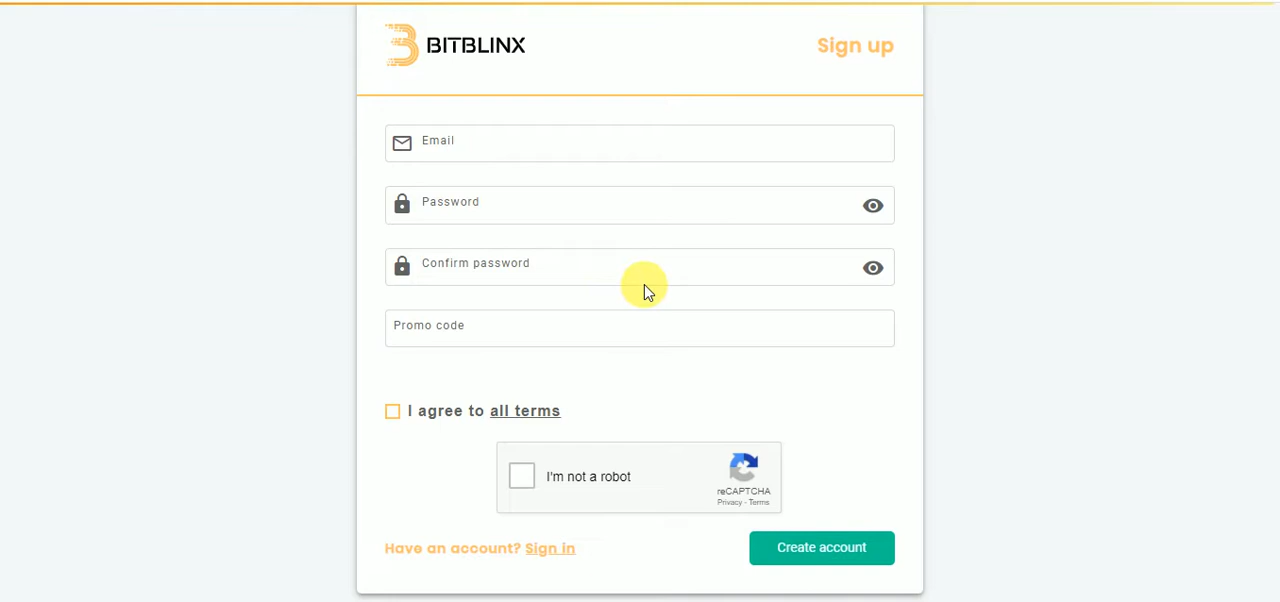 BITBLINX
Sign up
Email
Password
Confirm password
Promo code
I agree to all terms
I'm not a robot
reCAPTCHA
Privacy - Terms
Have an account? Sign in
Create account